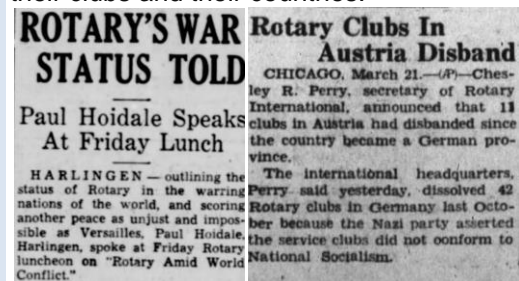 their clubs and their countries.
ROTARY'S WAR
STATUS TOLD
Paul Hoidale Speaks
At Friday Lunch
HARLINGEN — outlining the
status of Rotary in the warring
nations of the world, and scoring
another peace as unjust and impos-
sible as Versailles, Paul Hoidale,
Harlingen, spoke at Friday Rotary
luncheon on "Rotary Amid World
Conflict."
Rotary Clubs In
Austria Disband
CHICAGO, March 21.—(AP)—Ches-
ley R. Perry, secretary of Rotary
International, announced that 11
clubs in Austria had disbanded since
the country became a German pro-
vince.
The international headquarters,
Perry said yesterday, dissolved 42
Rotary clubs in Germany last Octo-
ber because the Nazi party asserted
the service clubs did not conform to
National Socialism.